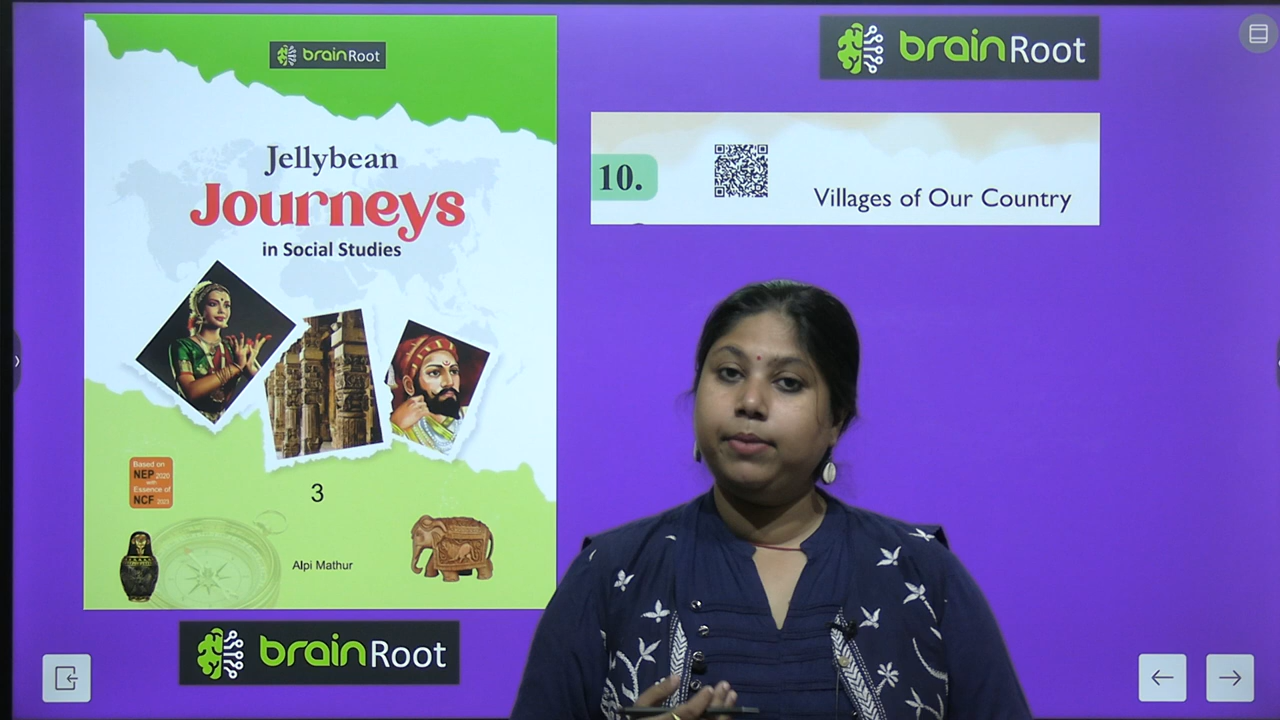 brainRoot
Jellybean
Journeys
in Social Studies
Based on
NEP 2020
with
Essence of
NCF 2023
3
Alpi Mathur
brainRoot
brainRoot
10.
Villages of Our Country